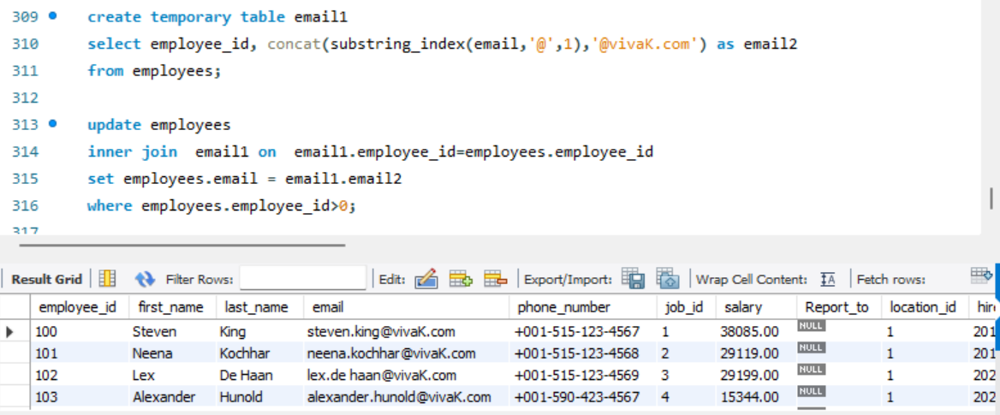 309 create temporary table email1
310 select employee_id, concat(substring_index(email,'@',1),'@vivaK.com') as email2
311 from employees;
312
313 update employees
314 inner join  email1 on  email1.employee_id=employees.employee_id
315 set employees.email = email1.email2
316 where employees.employee_id>0;
317
Result Grid Filter Rows: Edit: Export/Import: Wrap Cell Content: IA Fetch rows:
employee_id first_name last_name email phone_number job_id salary Report_to location_id hir
100 Steven King steven.king@vivaK.com +001-515-123-4567 1 38085.00 NULL 1 201
101 Neena Kochhar neena.kochhar@vivaK.com +001-515-123-4568 2 29119.00 NULL 1 201
102 Lex De Haan lex.de haan@vivaK.com +001-515-123-4569 3 29199.00 NULL 1 202
103 Alexander Hunold alexander.hunold@vivaK.com +001-590-423-4567 4 15344.00 NULL 1 202